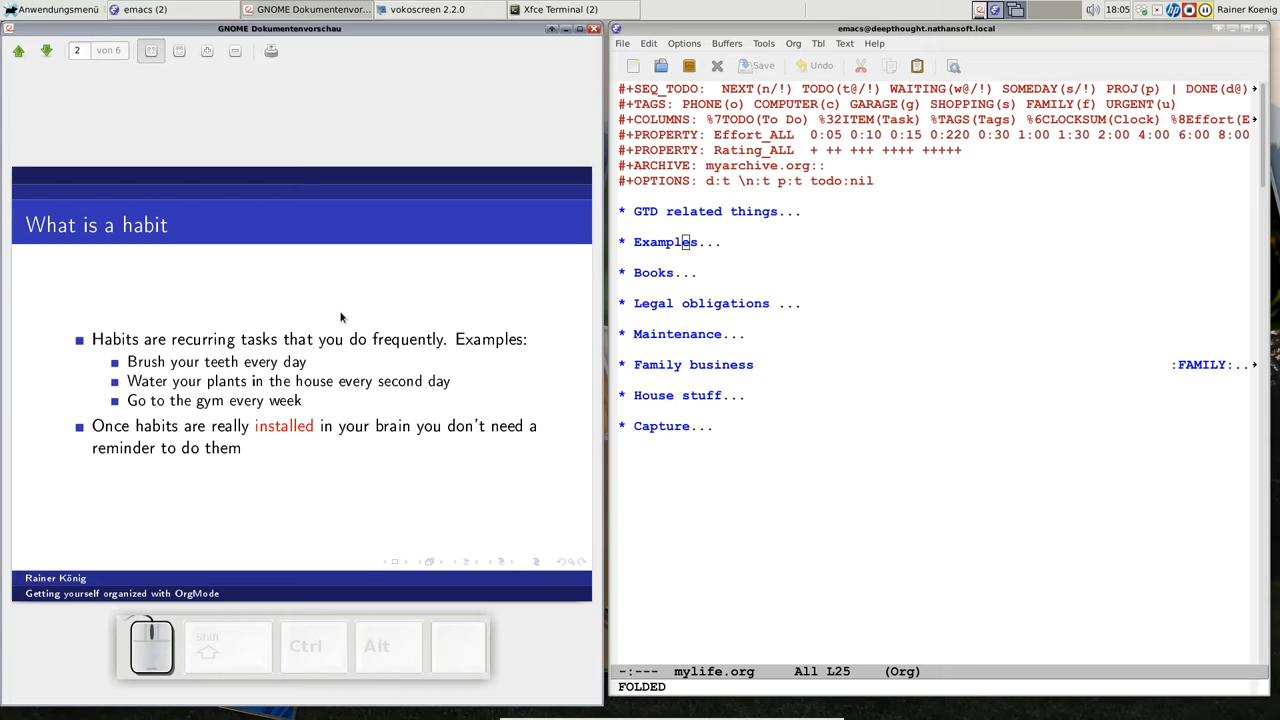 Anwendungsmenü
emacs (2)
GNOME Dokumentenvor...
vokoscreen 2.2.0
Xfce Terminal (2)
18:05
Rainer Koenig
GNOME Dokumentenvorschau
2 von 6
What is a habit
Habits are recurring tasks that you do frequently. Examples:
Brush your teeth every day
Water your plants in the house every second day
Go to the gym every week
Once habits are really installed in your brain you don't need a
reminder to do them
Rainer König
Getting yourself organized with OrgMode
Shift
Ctrl
Alt
emacs@deepthought.nathansoft.local
File Edit Options Buffers Tools Org Tbl Text Help
Save Undo
#+SEQ_TODO:  NEXT(n/!) TODO(t@/!) WAITING(w@/!) SOMEDAY(s/!) PROJ(p) | DONE(d@)
#+TAGS: PHONE(o) COMPUTER(c) GARAGE(g) SHOPPING(s) FAMILY(f) URGENT(u)
#+COLUMNS: %7TODO(To Do) %32ITEM(Task) %TAGS(Tags) %6CLOCKSUM(Clock) %8Effort(E
#+PROPERTY: Effort_ALL  0:05 0:10 0:15 0:220 0:30 1:00 1:30 2:00 4:00 6:00 8:00
#+PROPERTY: Rating_ALL  + ++ +++ ++++ +++++
#+ARCHIVE: myarchive.org::
#+OPTIONS: d:t \n:t p:t todo:nil
* GTD related things...
* Examples...
* Books...
* Legal obligations ...
* Maintenance...
* Family business :FAMILY:..
* House stuff...
* Capture...
-:--- mylife.org All L25 (Org)
FOLDED